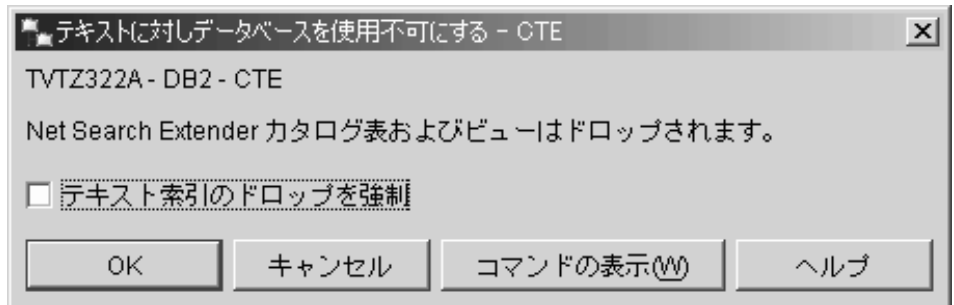 テキストに対しデータベースを使用不可にする - CTE
TVTZ322A - DB2 - CTE
Net Search Extender カタログ表およびビューはドロップされます。
テキスト索引のドロップを強制
OK
キャンセル
コマンドの表示(W)
ヘルプ